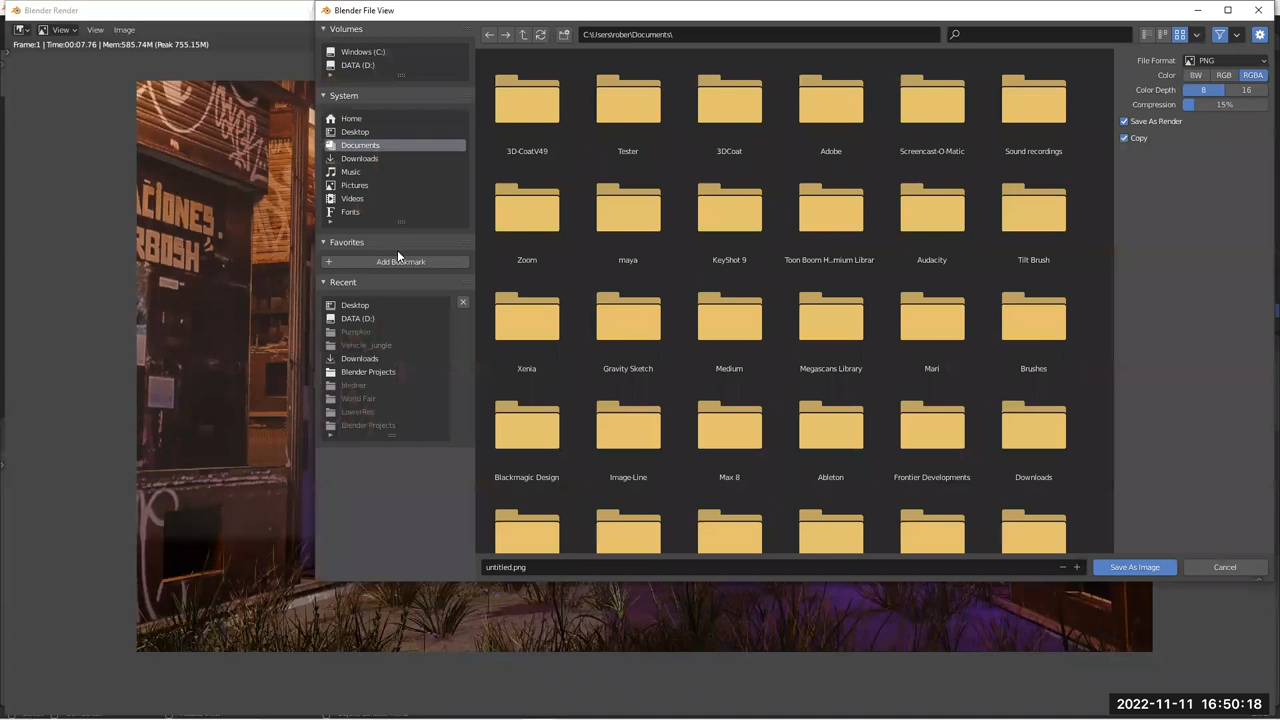 Blender Render
View
View
Image
Frame:1 | Time:00:07.76 | Mem:585.74M (Peak 755.15M)
ACIONES
RBOSH
Blender File View
Volumes
Windows (C:)
DATA (D:)
System
Home
Desktop
Documents
Downloads
Music
Pictures
Videos
Fonts
Favorites
Add Bookmark
Recent
Desktop
DATA (D:)
Pumpkin
Vehicle_jungle
Downloads
Blender Projects
bledner
World Fair
LowerRes
Blender Projects
C:\Users\rober\Documents\
3D-CoatV49
Tester
3DCoat
Adobe
Screencast-O-Matic
Sound recordings
Zoom
maya
KeyShot 9
Toon Boom H...mium Librar
Audacity
Tilt Brush
Xenia
Gravity Sketch
Medium
Megascans Library
Mari
Brushes
Blackmagic Design
Image-Line
Max 8
Ableton
Frontier Developments
Downloads
untitled.png
Save As Image
Cancel
File Format
PNG
Color
BW
RGB
RGBA
Color Depth
8
16
Compression
15%
Save As Render
Copy
2022-11-11 16:50:18